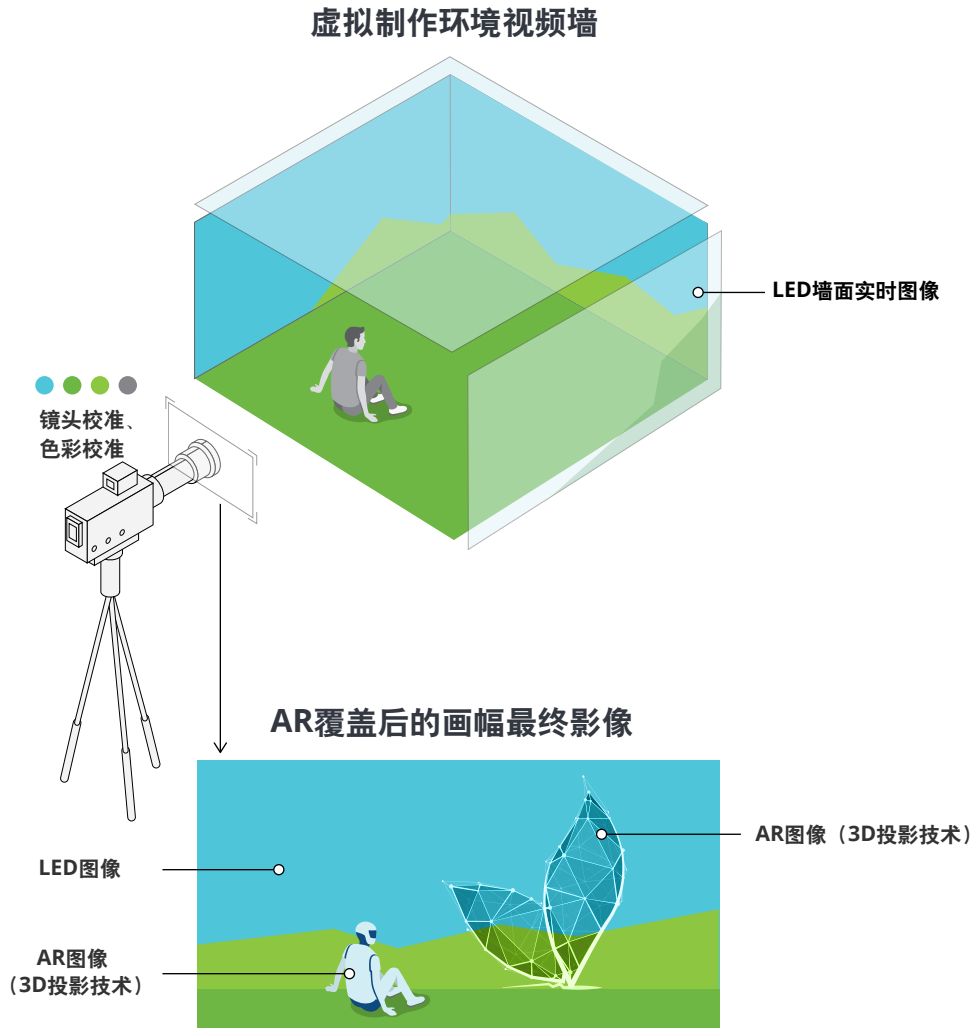 虚拟制作环境视频墙
LED墙面实时图像
镜头校准、
色彩校准
AR覆盖后的画幅最终影像
AR图像（3D投影技术）
LED图像
AR图像
（3D投影技术）